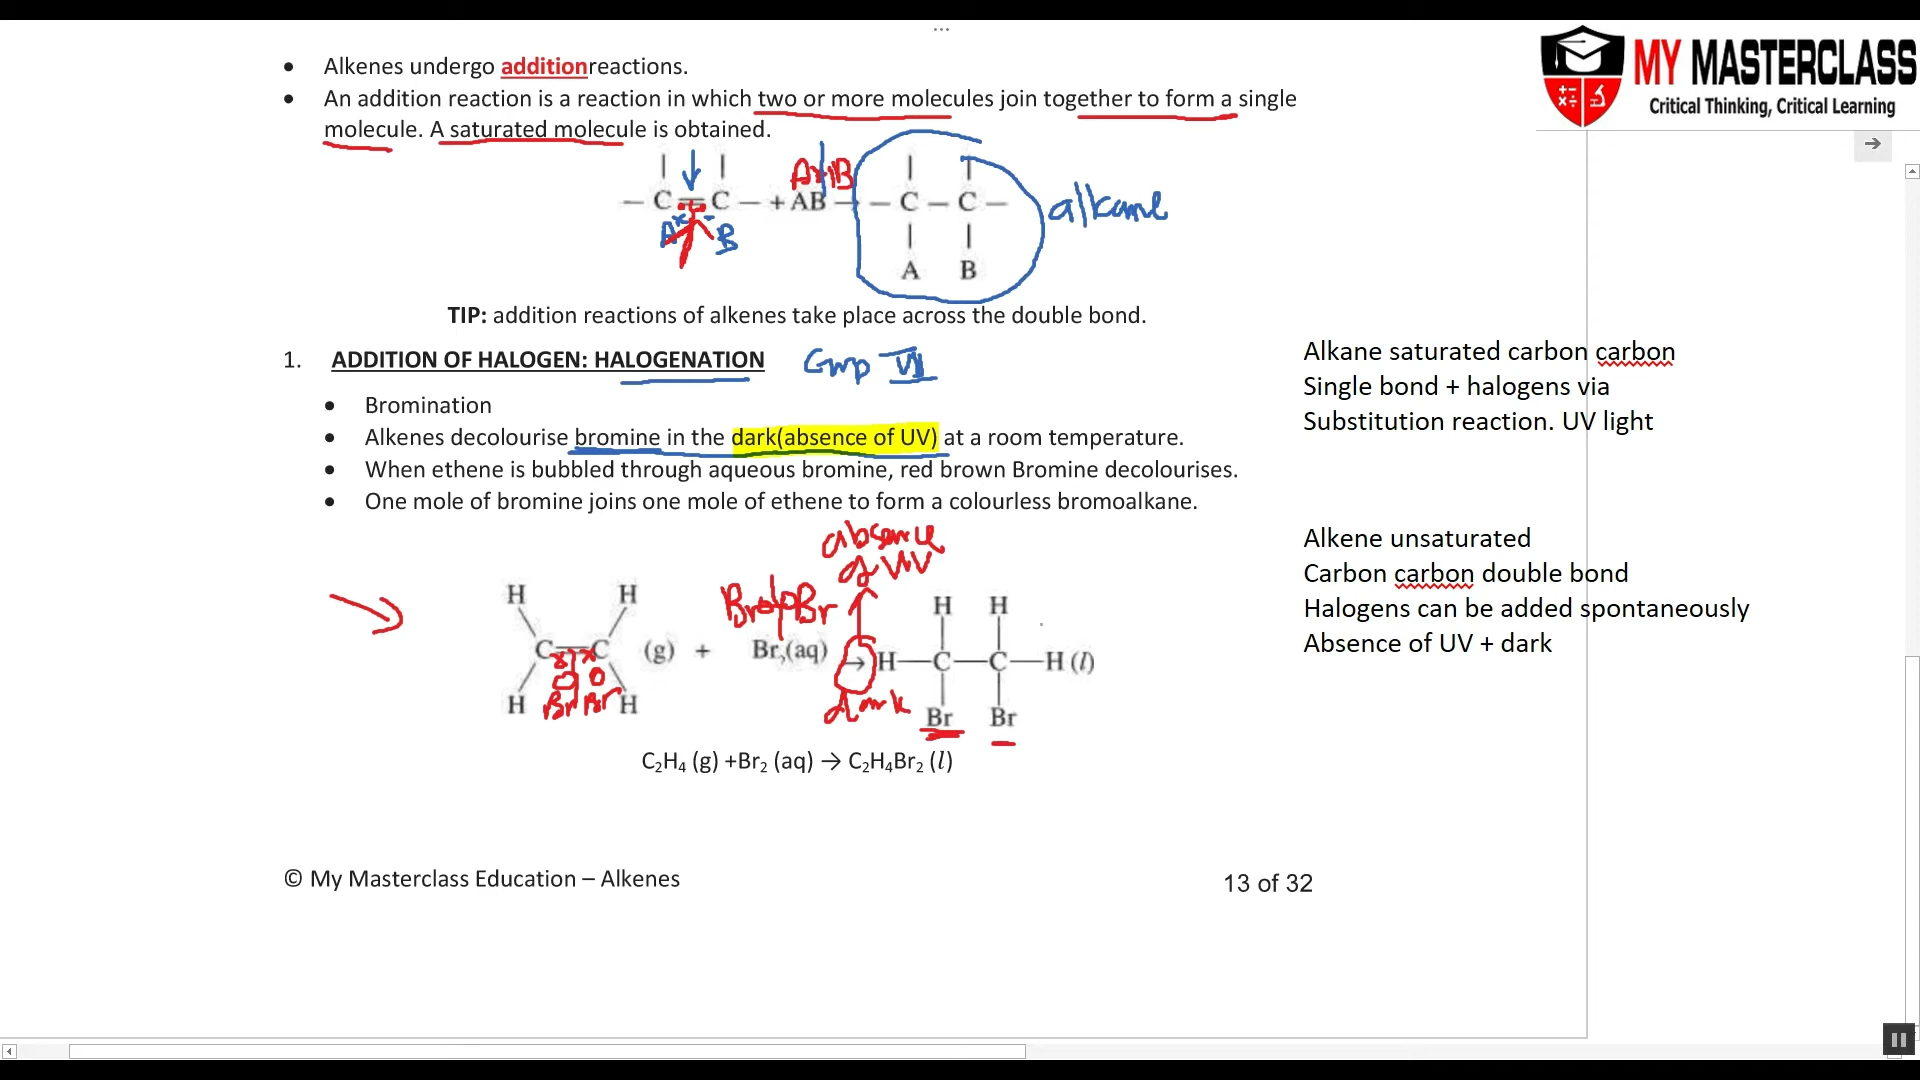 ...
MY MASTERCLASS
Critical Thinking, Critical Learning
• Alkenes undergo additionreactions.
• An addition reaction is a reaction in which two or more molecules join together to form a single
molecule. A saturated molecule is obtained.
A B
— C = C — + AB → — C — C —
A B
A B
alkane
TIP: addition reactions of alkenes take place across the double bond.
1. ADDITION OF HALOGEN: HALOGENATION
• Bromination
• Alkenes decolourise bromine in the dark(absence of UV) at a room temperature.
• When ethene is bubbled through aqueous bromine, red brown Bromine decolourises.
• One mole of bromine joins one mole of ethene to form a colourless bromoalkane.
absence
of UV
H H Br Br H H
C=C (g) + Br₂(aq) → H—C—C—H (l)
H Br Br H dark Br Br
C₂H₄ (g) +Br₂ (aq) → C₂H₄Br₂ (l)
Alkane saturated carbon carbon
Single bond + halogens via
Substitution reaction. UV light
Alkene unsaturated
Carbon carbon double bond
Halogens can be added spontaneously
Absence of UV + dark
© My Masterclass Education – Alkenes
13 of 32